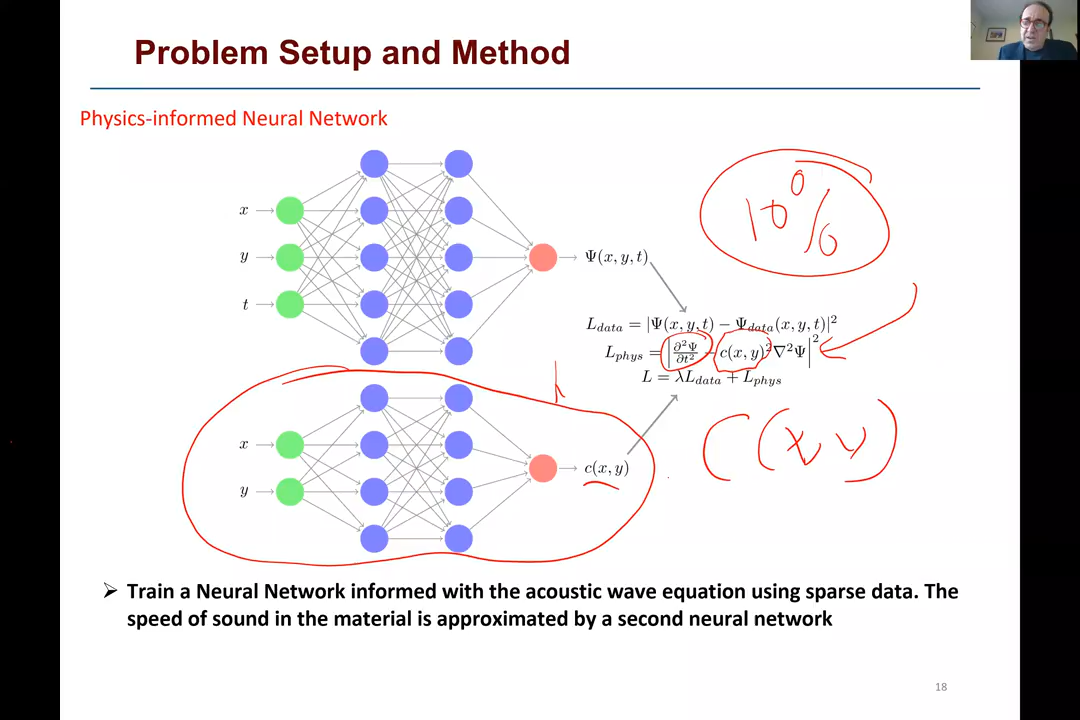 Problem Setup and Method
Physics-informed Neural Network
x
y
t
Ψ(x, y, t)
10%
L_data = |Ψ(x, y, t) − Ψ_data(x, y, t)|²
L_phys = |∂²Ψ/∂t² − c(x, y)²∇²Ψ|²
L = λL_data + L_phys
x
y
c(x, y)
C(x, y)
➢ Train a Neural Network informed with the acoustic wave equation using sparse data. The
speed of sound in the material is approximated by a second neural network
18